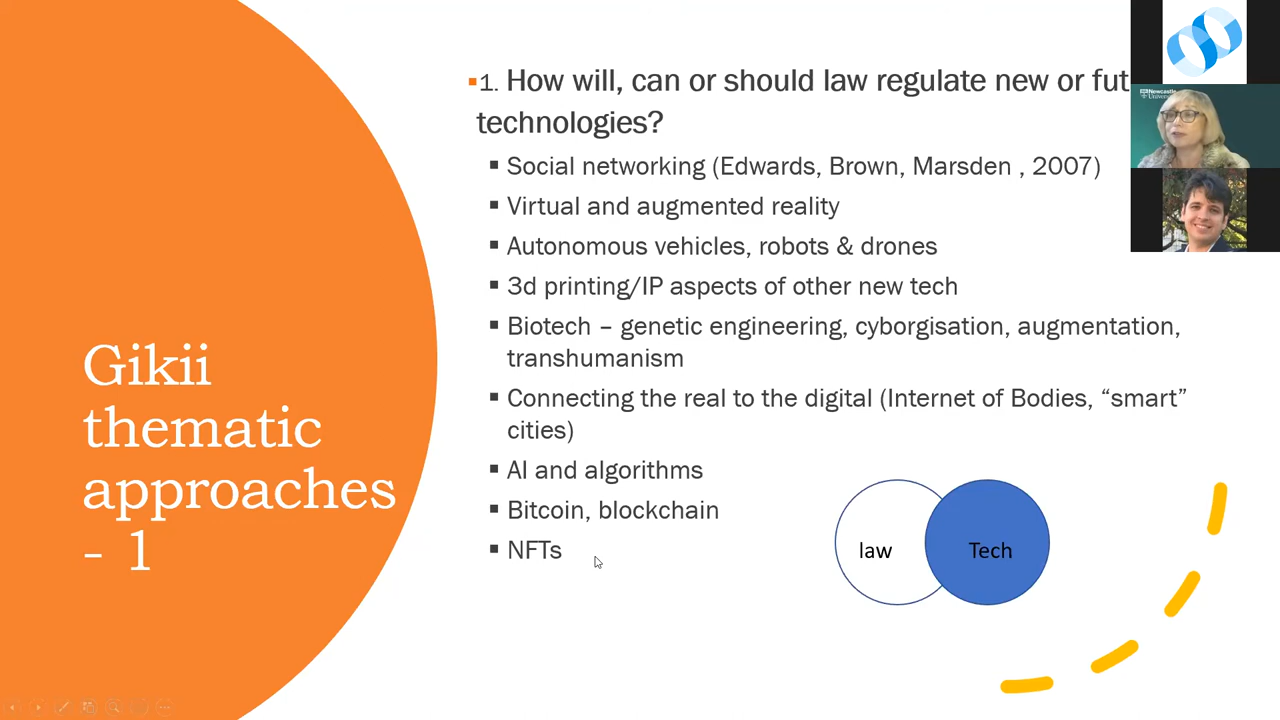 Gikii
thematic
approaches
- 1
1. How will, can or should law regulate new or fut
technologies?
Social networking (Edwards, Brown, Marsden , 2007)
Virtual and augmented reality
Autonomous vehicles, robots & drones
3d printing/IP aspects of other new tech
Biotech – genetic engineering, cyborgisation, augmentation,
transhumanism
Connecting the real to the digital (Internet of Bodies, “smart”
cities)
AI and algorithms
Bitcoin, blockchain
NFTs
law
Tech
Newcastle
University